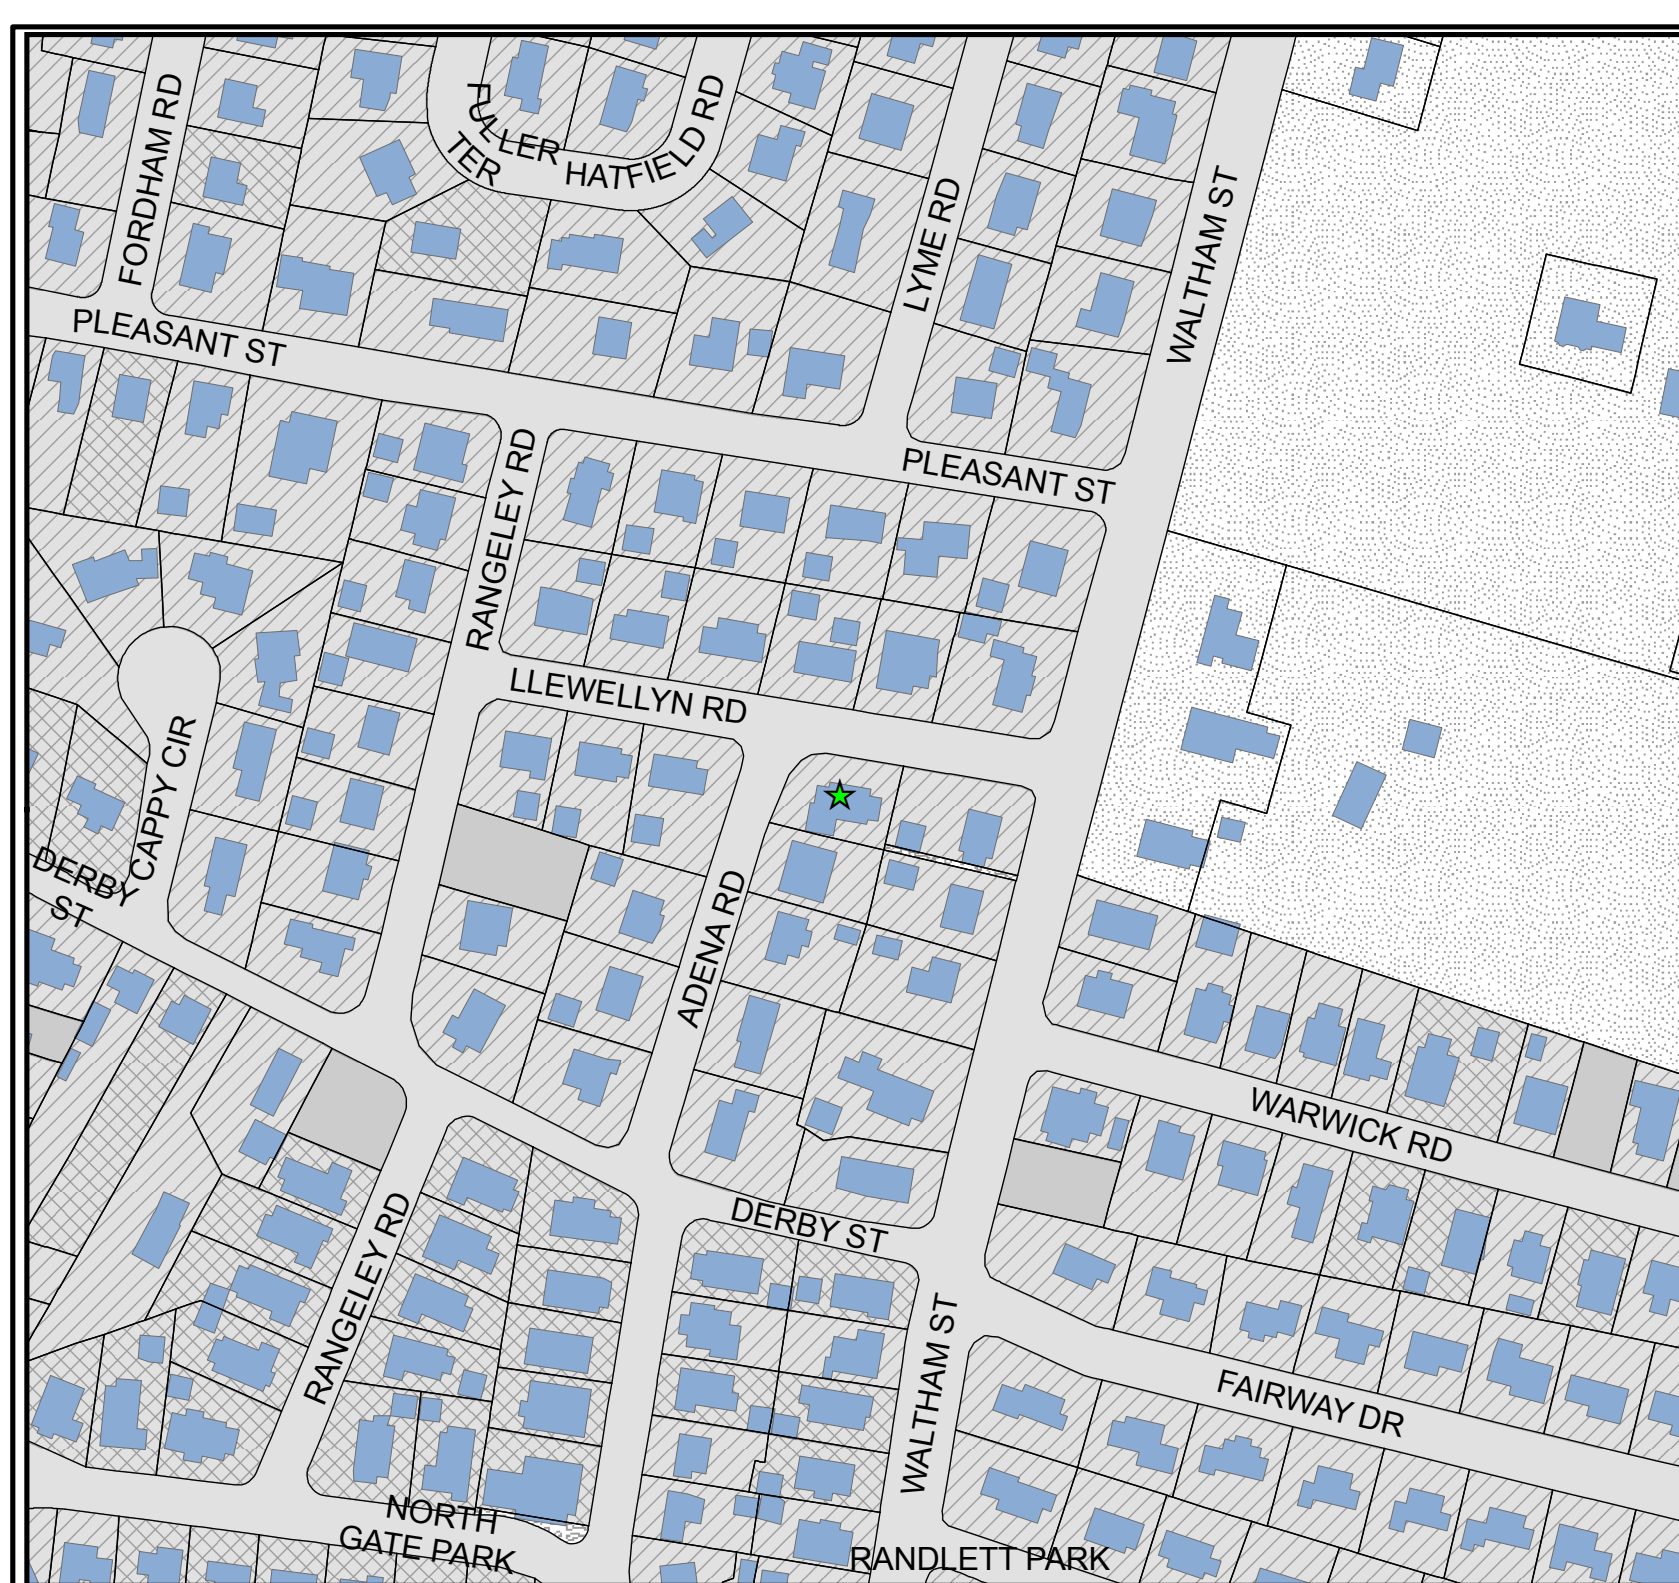 FORDHAM RD
FULLER
TER
HATFIELD RD
LYME RD
WALTHAM ST
PLEASANT ST
PLEASANT ST
RANGELEY RD
LLEWELLYN RD
CAPPY CIR
DERBY
ST
ADENA RD
WARWICK RD
DERBY ST
RANGELEY RD
WALTHAM ST
FAIRWAY DR
NORTH
GATE PARK
RANDLETT PARK